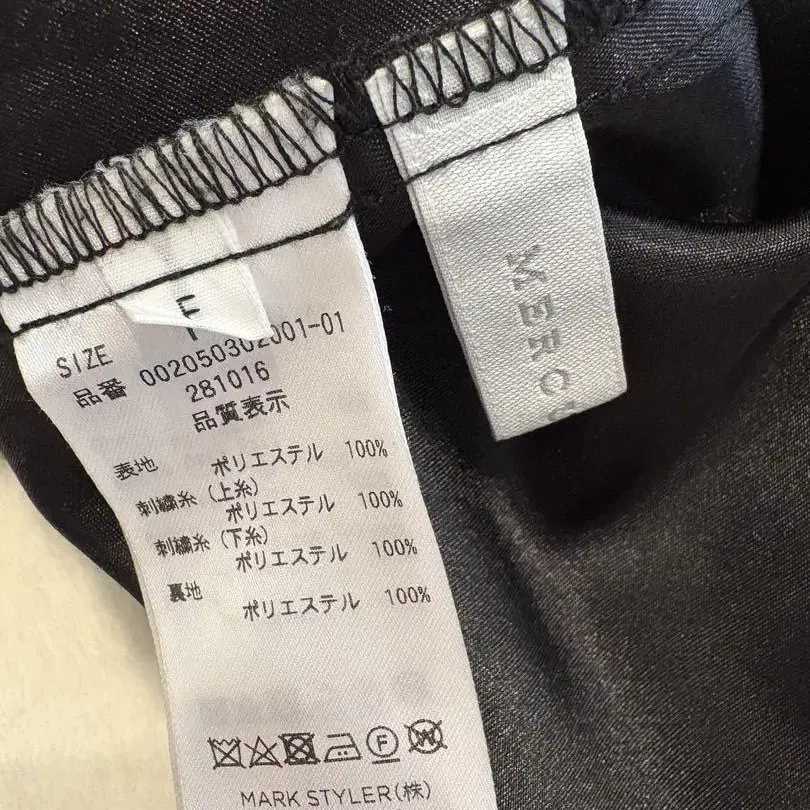 SIZE
F
品番 002050302001-01
281016
品質表示
表地 ポリエステル 100%
刺繍糸(上糸)
ポリエステル 100%
刺繍糸(下糸)
ポリエステル 100%
裏地
ポリエステル 100%
MARK STYLER(株)
MERCU